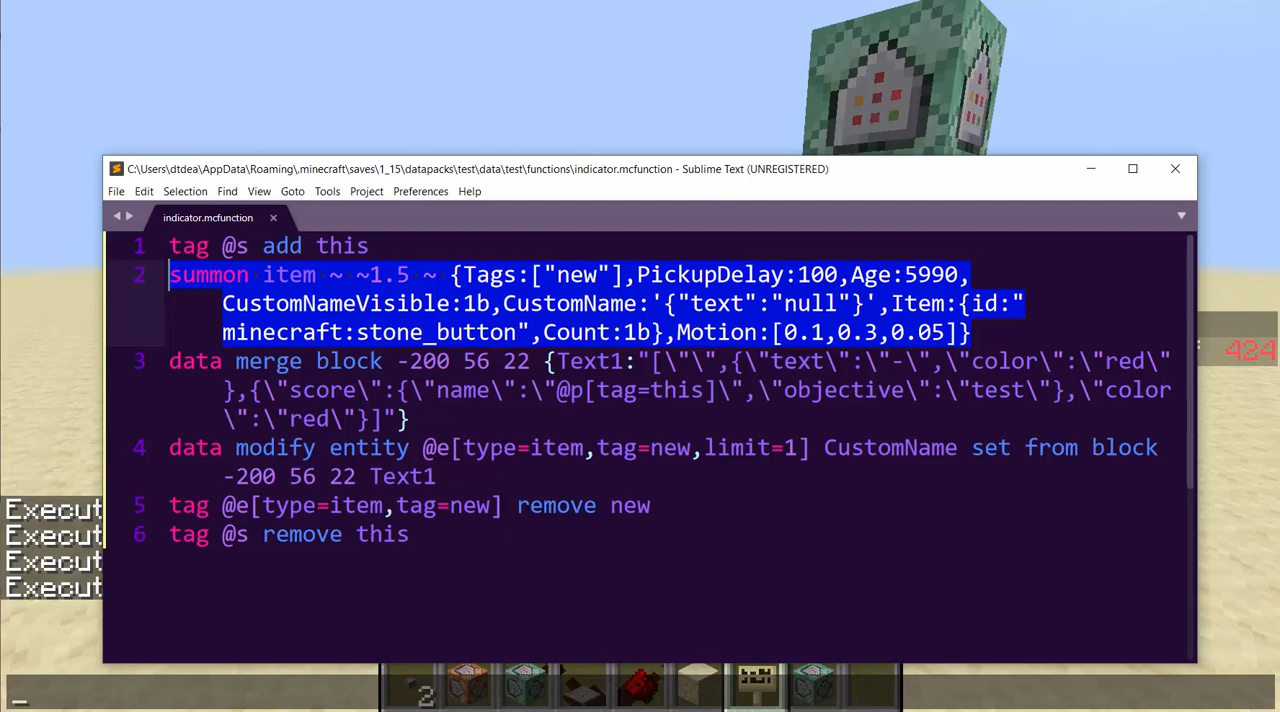 C:\Users\dtdea\AppData\Roaming\.minecraft\saves\1_15\datapacks\test\data\test\functions\indicator.mcfunction - Sublime Text (UNREGISTERED)
File Edit Selection Find View Goto Tools Project Preferences Help
indicator.mcfunction
1 tag @s add this
2 summon item ~ ~1.5 ~ {Tags:["new"],PickupDelay:100,Age:5990,
CustomNameVisible:1b,CustomName:'{"text":"null"}',Item:{id:"
minecraft:stone_button",Count:1b},Motion:[0.1,0.3,0.05]}
3 data merge block -200 56 22 {Text1:"[\"\",{\"text\":\"-\",\"color\":\"red\"
},{\"score\":{\"name\":\"@p[tag=this]\",\"objective\":\"test\"},\"color
\":\"red\"}]"}
4 data modify entity @e[type=item,tag=new,limit=1] CustomName set from block
-200 56 22 Text1
5 tag @e[type=item,tag=new] remove new
6 tag @s remove this
: 424
Execut
Execut
Execut
Execut
2
_